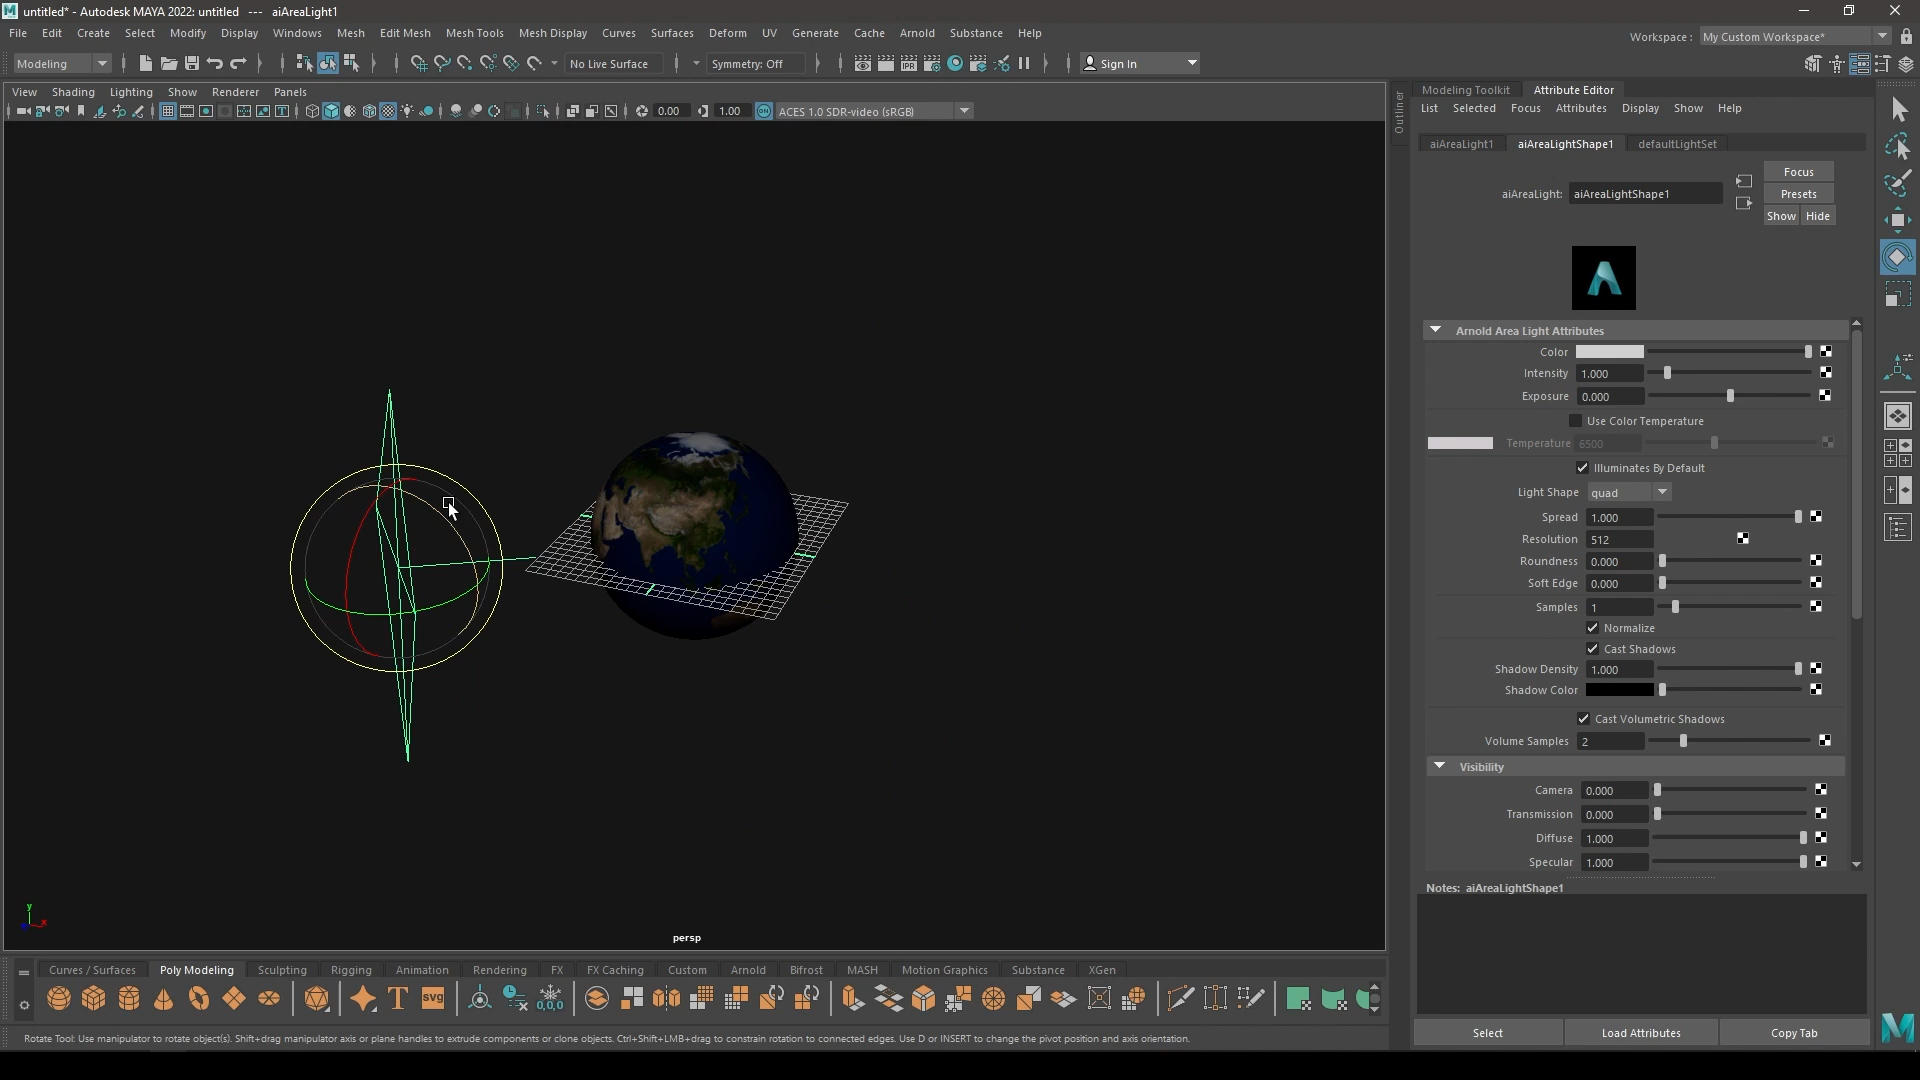 untitled* - Autodesk MAYA 2022: untitled --- aiAreaLight1
File Edit Create Select Modify Display Windows Mesh Edit Mesh Mesh Tools Mesh Display Curves Surfaces Deform UV Generate Cache Arnold Substance Help
Workspace : My Custom Workspace*
Modeling No Live Surface Symmetry: Off IPR Sign In
View Shading Lighting Show Renderer Panels
0.00 1.00 ON ACES 1.0 SDR-video (sRGB)
Outliner
Modeling Toolkit Attribute Editor
List Selected Focus Attributes Display Show Help
aiAreaLight1 aiAreaLightShape1 defaultLightSet
Focus
aiAreaLight: aiAreaLightShape1 Presets
Show Hide
Arnold Area Light Attributes
Color
Intensity 1.000
Exposure 0.000
Use Color Temperature
Temperature 6500
Illuminates By Default
Light Shape quad
Spread 1.000
Resolution 512
Roundness 0.000
Soft Edge 0.000
Samples 1
Normalize
Cast Shadows
Shadow Density 1.000
Shadow Color
Cast Volumetric Shadows
Volume Samples 2
Visibility
Camera 0.000
Transmission 0.000
Diffuse 1.000
Specular 1.000
Notes: aiAreaLightShape1
Select Load Attributes Copy Tab
y
x
persp
Curves / Surfaces Poly Modeling Sculpting Rigging Animation Rendering FX FX Caching Custom Arnold Bifrost MASH Motion Graphics Substance XGen
T svg 0,0,0
Rotate Tool: Use manipulator to rotate object(s). Shift+drag manipulator axis or plane handles to extrude components or clone objects. Ctrl+Shift+LMB+drag to constrain rotation to connected edges. Use D or INSERT to change the pivot position and axis orientation.